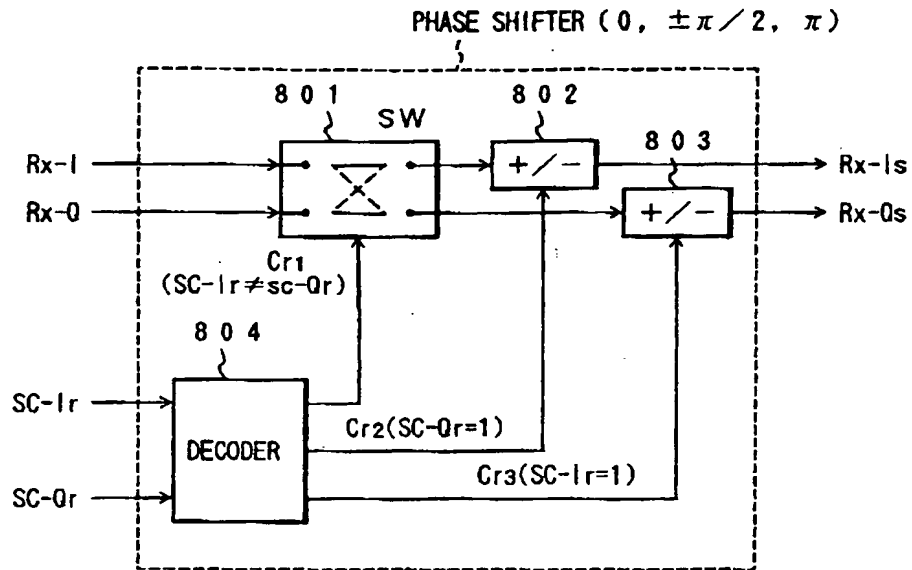 PHASE SHIFTER (0, ±π/2, π)
801
SW
802
803
Rx-I
+/-
Rx-Is
Rx-Q
+/-
Rx-Qs
Cr1
(SC-Ir≠sc-Qr)
804
SC-Ir
DECODER
Cr2(SC-Qr=1)
Cr3(SC-Ir=1)
SC-Qr